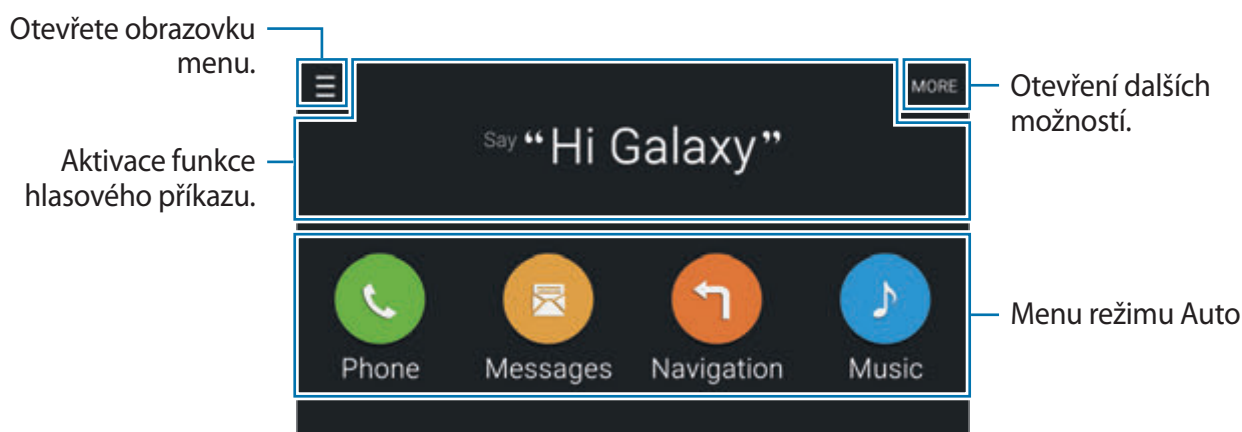 Otevřete obrazovku
menu.
MORE
Otevření dalších
možností.
Say “Hi Galaxy”
Aktivace funkce
hlasového příkazu.
Phone
Messages
Navigation
Music
Menu režimu Auto